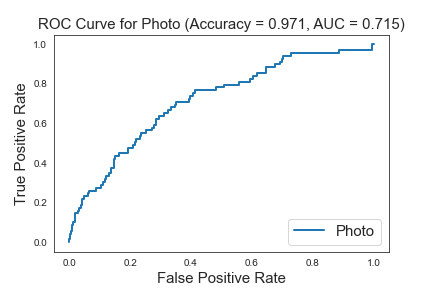 ROC Curve for Photo (Accuracy = 0.971, AUC = 0.715)
1.0
0.8
0.6
0.4
0.2
0.0
True Positive Rate
Photo
0.0 0.2 0.4 0.6 0.8 1.0
False Positive Rate